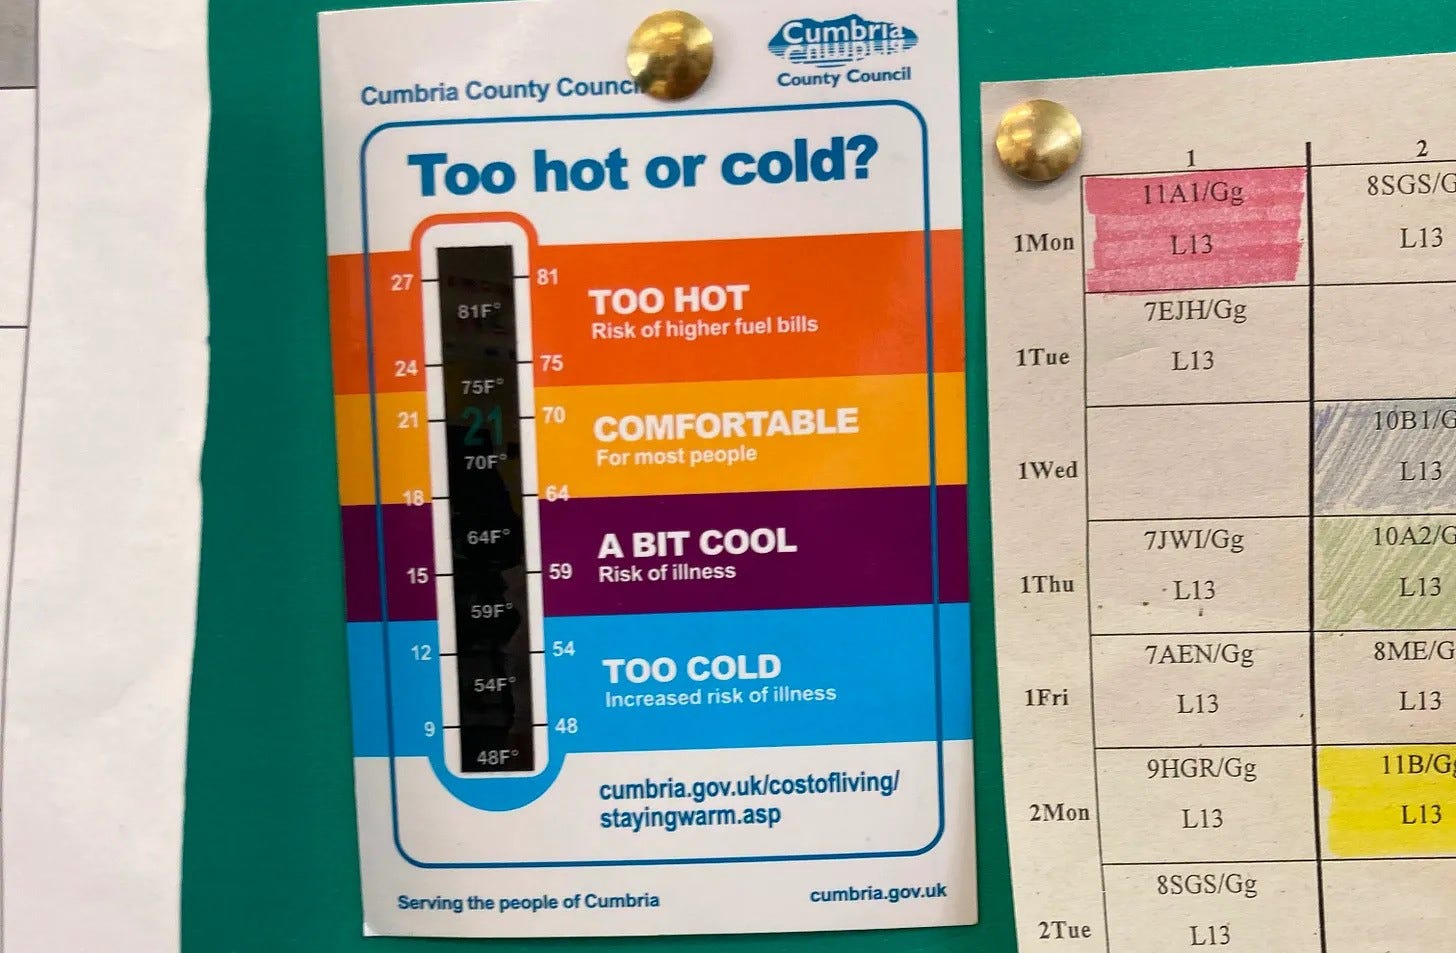 Cumbria County Counci
Cumbria
County Council
Too hot or cold?
27 81
81F°
TOO HOT
Risk of higher fuel bills
24 75
75F°
21 21 70
COMFORTABLE
For most people
70F°
18 64
64F°
A BIT COOL
Risk of illness
15 59
59F°
12 54
TOO COLD
Increased risk of illness
54F°
9 48
48F°
cumbria.gov.uk/costofliving/
stayingwarm.asp
Serving the people of Cumbria
cumbria.gov.uk
1 2
1Mon 11A1/Gg 8SGS/G
L13 L13
1Tue 7EJH/Gg
L13
1Wed 10B1/G
L13
1Thu 7JWI/Gg 10A2/G
L13 L13
1Fri 7AEN/Gg 8ME/G
L13 L13
2Mon 9HGR/Gg 11B/Gg
L13 L13
2Tue 8SGS/Gg
L13